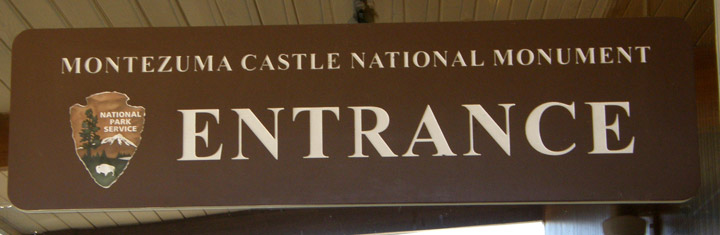 MONTEZUMA CASTLE NATIONAL MONUMENT
NATIONAL
PARK
SERVICE
ENTRANCE